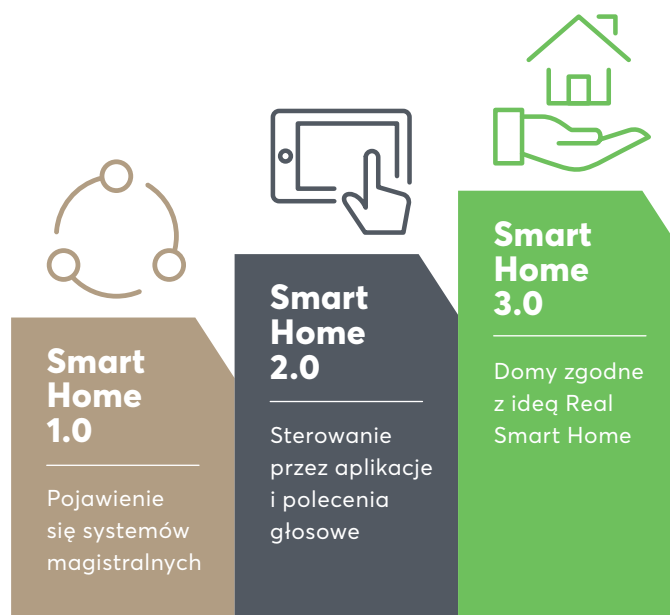 Smart
Home
1.0
Pojawienie
się systemów
magistralnych
Smart
Home
2.0
Sterowanie
przez aplikacje
i polecenia
głosowe
Smart
Home
3.0
Domy zgodne
z ideą Real
Smart Home